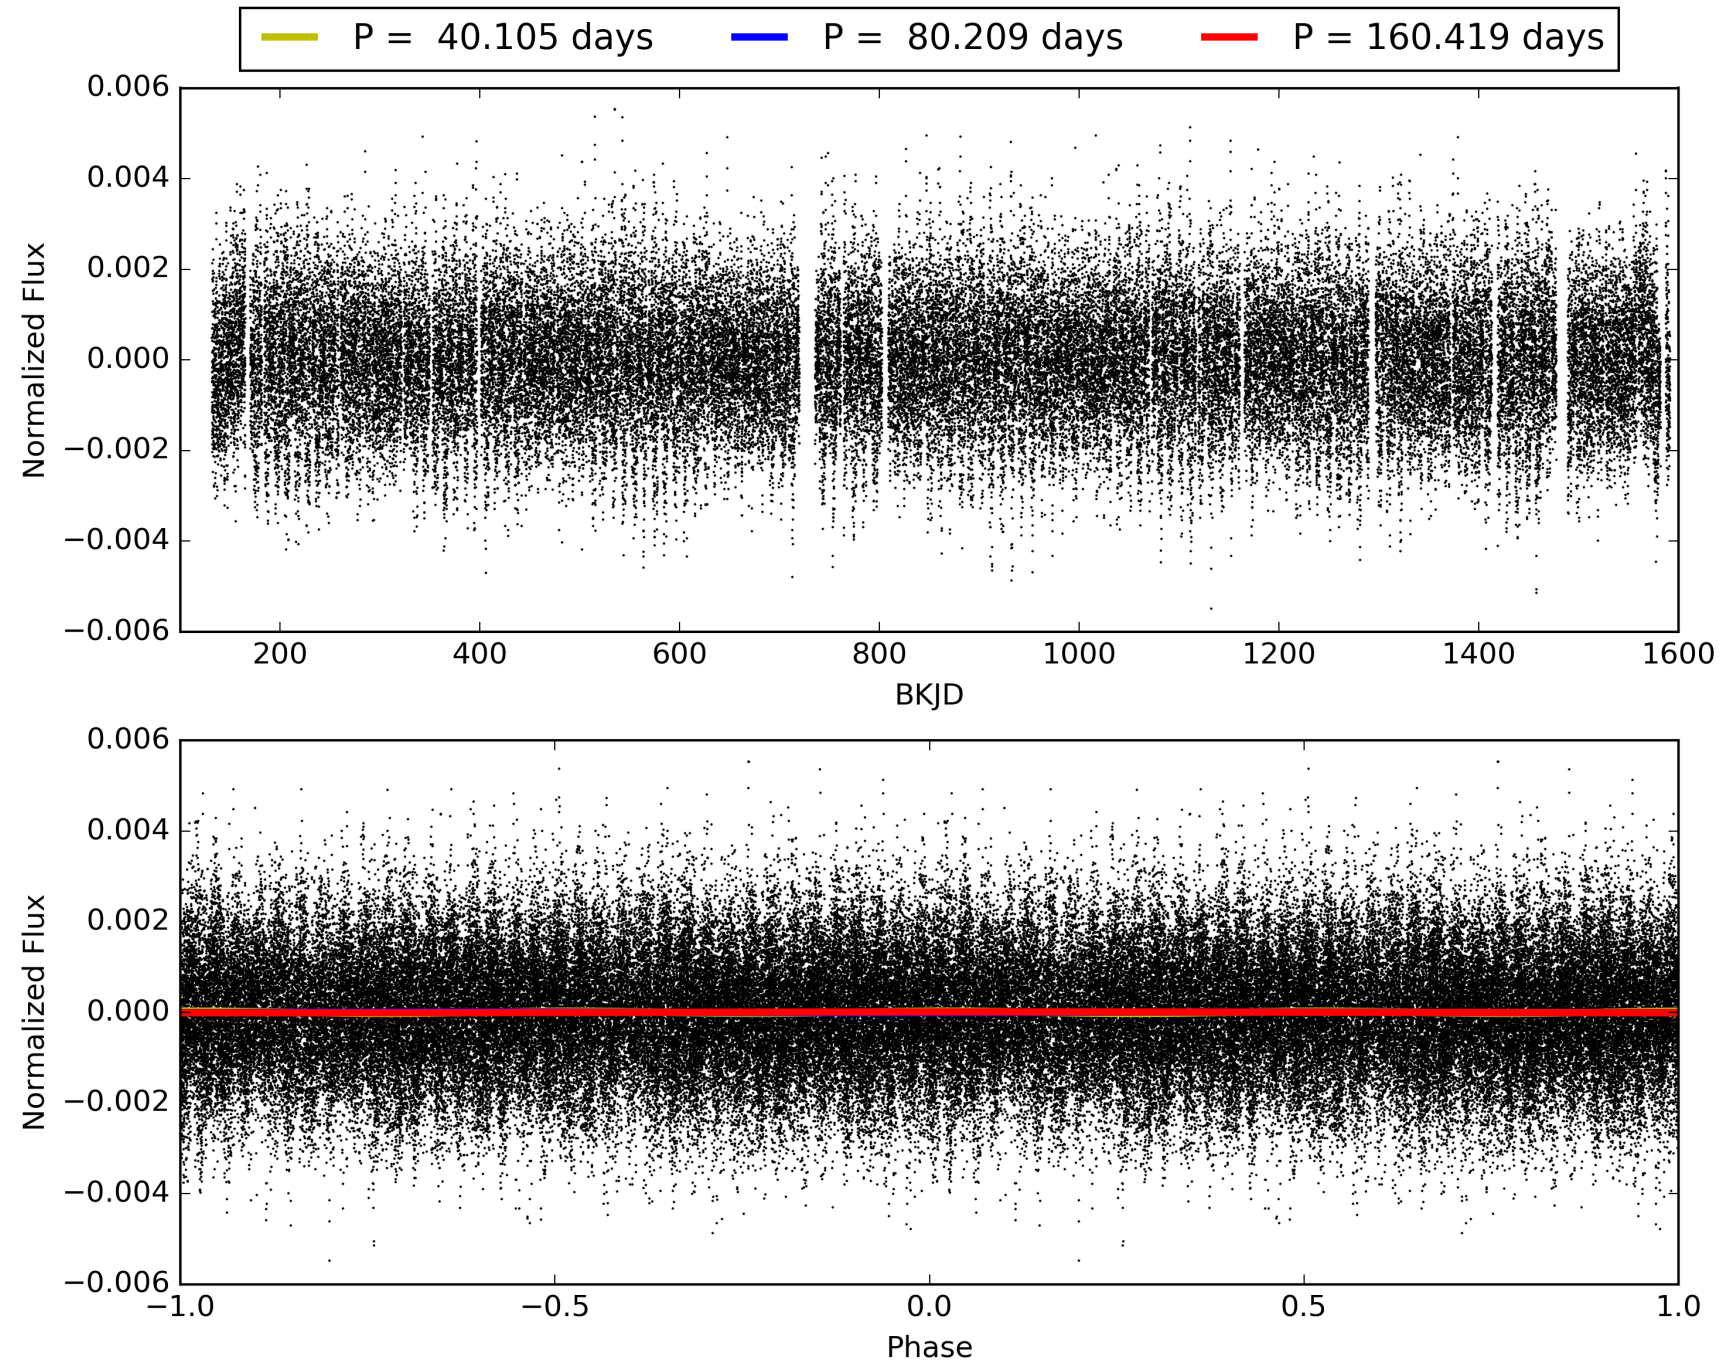 P = 40.105 days P = 80.209 days P = 160.419 days
0.006
0.004
0.002
0.000
−0.002
−0.004
−0.006
Normalized Flux
200 400 600 800 1000 1200 1400 1600
BKJD
0.006
0.004
0.002
0.000
−0.002
−0.004
−0.006
Normalized Flux
−1.0 −0.5 0.0 0.5 1.0
Phase